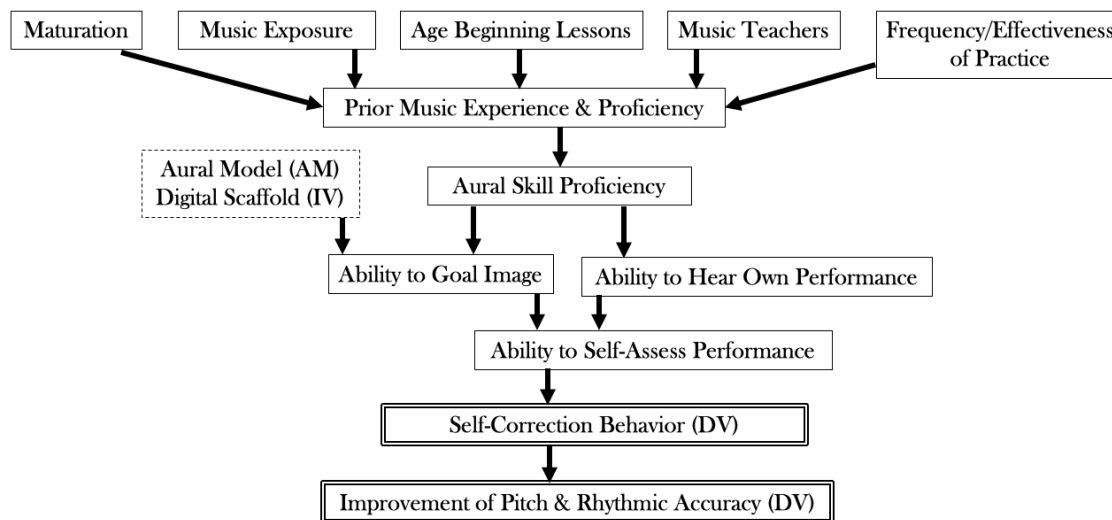 Maturation
Music Exposure
Age Beginning Lessons
Music Teachers
Frequency/Effectiveness
of Practice
Prior Music Experience & Proficiency
Aural Model (AM)
Digital Scaffold (IV)
Aural Skill Proficiency
Ability to Goal Image
Ability to Hear Own Performance
Ability to Self-Assess Performance
Self-Correction Behavior (DV)
Improvement of Pitch & Rhythmic Accuracy (DV)